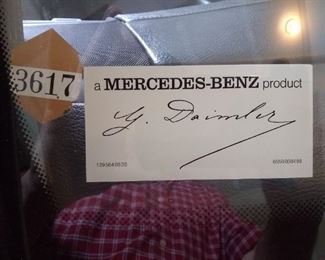 3617
a MERCEDES-BENZ product
G. Daimler